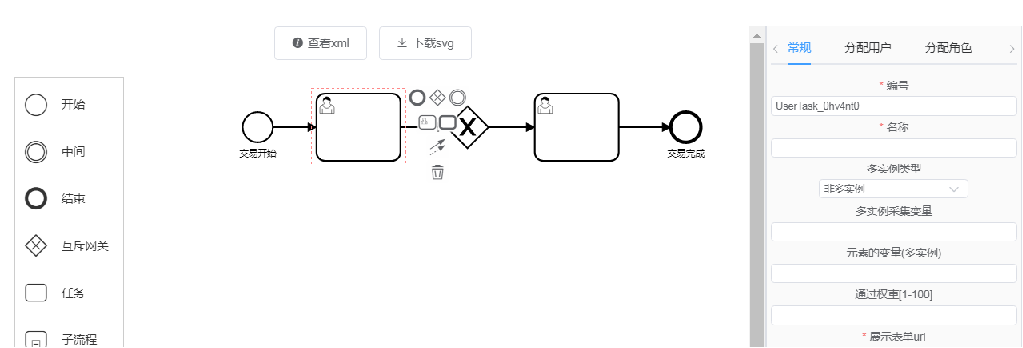 查看xml
下载svg
开始
中间
结束
互斥网关
任务
子流程
交易开始
交易完成
常规
分配用户
分配角色
* 编号
UserTask_0hv4nt0
* 名称
多实例类型
非多实例
多实例采集变量
元素的变量(多实例)
通过权重[1-100]
* 展示表单url